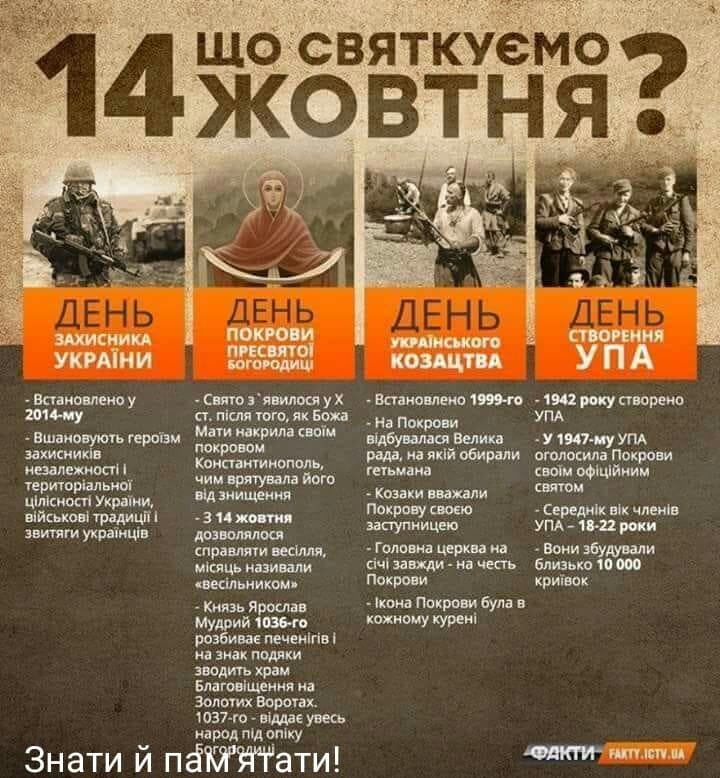 14 ЩО СВЯТКУЄМО
ЖОВТНЯ?
ДЕНЬ
ЗАХИСНИКА
УКРАЇНИ
- Встановлено у
2014-му
- Вшановують героїзм
захисників
незалежності і
територіальної
цілісності України,
військові традиції і
звитяги українців
ДЕНЬ
ПОКРОВИ
ПРЕСВЯТОЇ
БОГОРОДИЦІ
- Свято з`явилося у X
ст. після того, як Божа
Мати накрила своїм
покровом
Константинополь,
чим врятувала його
від знищення
- З 14 жовтня
дозволялося
справляти весілля,
місяць називали
«весільником»
- Князь Ярослав
Мудрий 1036-го
розбиває печенігів і
на знак подяки
зводить храм
Благовіщення на
Золотих Воротах.
1037-го - віддає увесь
народ під опіку
Богородиці
ДЕНЬ
УКРАЇНСЬКОГО
КОЗАЦТВА
- Встановлено 1999-го
- На Покрови
відбувалася Велика
рада, на якій обирали
гетьмана
- Козаки вважали
Покрову своєю
заступницею
- Головна церква на
січі завжди - на честь
Покрови
- Ікона Покрови була в
кожному курені
ДЕНЬ
СТВОРЕННЯ
УПА
- 1942 року створено
УПА
- У 1947-му УПА
оголосила Покрови
своїм офіційним
святом
- Середнік вік членів
УПА – 18-22 роки
- Вони збудували
близько 10 000
криївок
Знати й пам'ятати!
ФАКТИ FAKTY.ICTV.UA